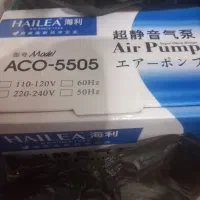 HAILEA 海利
超静音气泵
Air Pump
エアーポンプ
型号 Model
ACO-5505
110-120V 60Hz
220-240V 50Hz